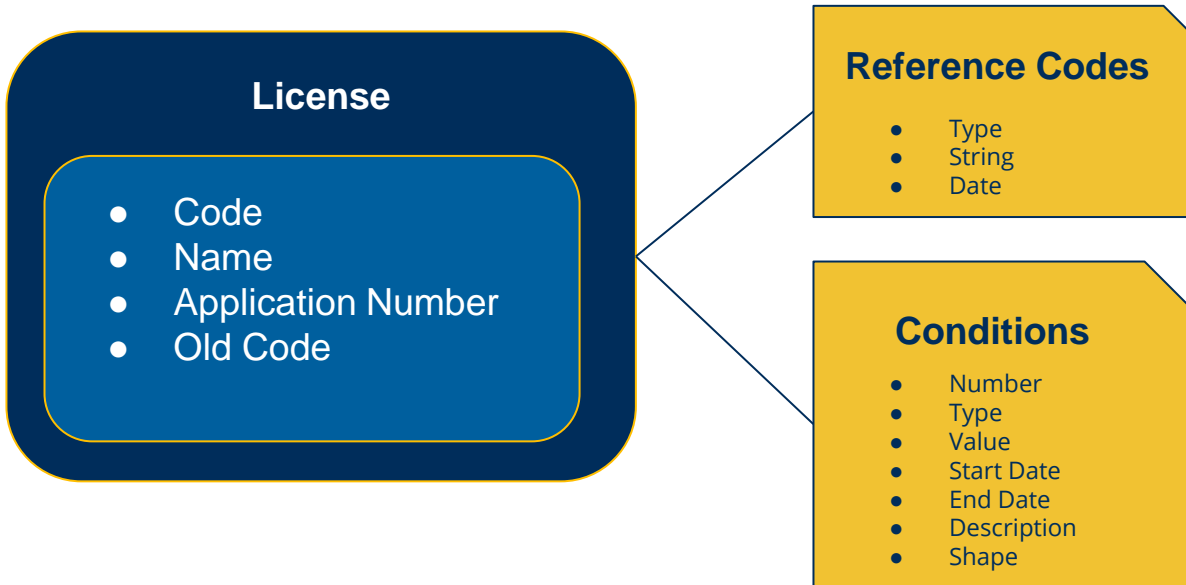 License
● Code
● Name
● Application Number
● Old Code
Reference Codes
● Type
● String
● Date
Conditions
● Number
● Type
● Value
● Start Date
● End Date
● Description
● Shape